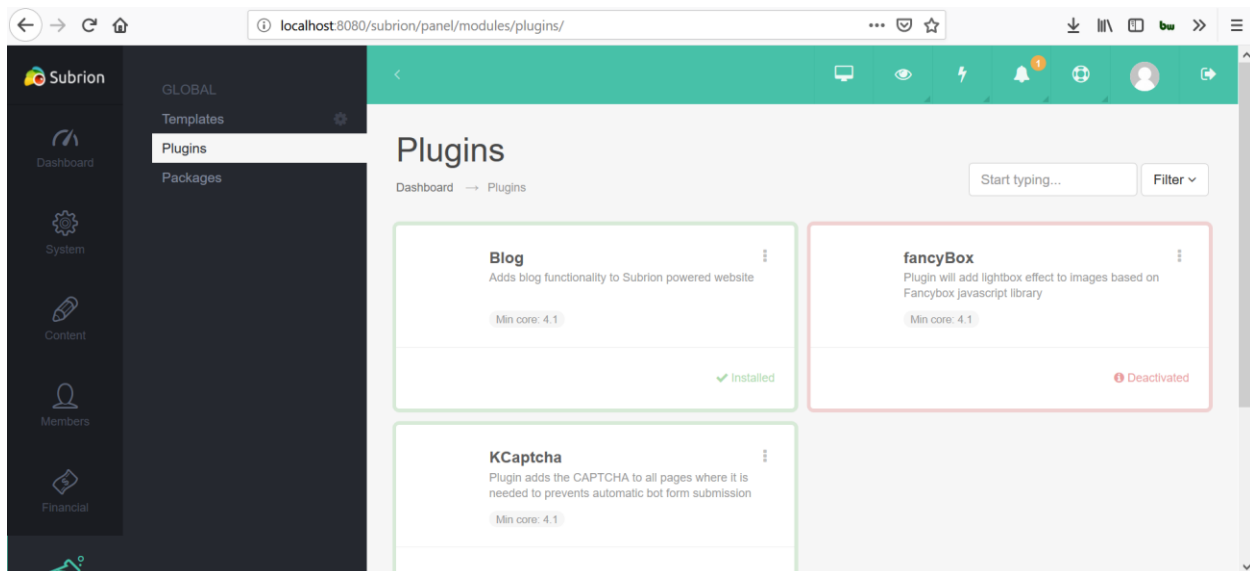 localhost:8080/subrion/panel/modules/plugins/
bw
Subrion
Dashboard
System
Content
Members
Financial
GLOBAL
Templates
Plugins
Packages
1
Plugins
Dashboard → Plugins
Start typing...
Filter
Blog
Adds blog functionality to Subrion powered website
Min core: 4.1
Installed
fancyBox
Plugin will add lightbox effect to images based on
Fancybox javascript library
Min core: 4.1
Deactivated
KCaptcha
Plugin adds the CAPTCHA to all pages where it is
needed to prevents automatic bot form submission
Min core: 4.1